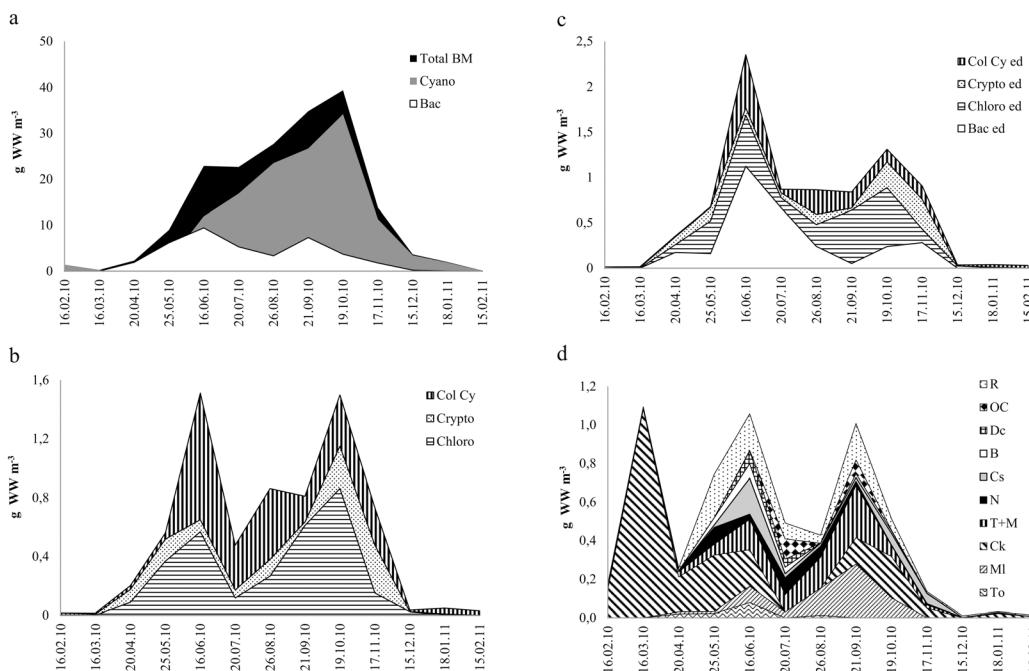 a
50
40
30
20
10
0
g WW m⁻³
Total BM
Cyano
Bac
16.02.10
16.03.10
20.04.10
25.05.10
16.06.10
20.07.10
26.08.10
21.09.10
19.10.10
17.11.10
15.12.10
18.01.11
15.02.11
b
1,6
1,2
0,8
0,4
0
g WW m⁻³
Col Cy
Crypto
Chloro
16.02.10
16.03.10
20.04.10
25.05.10
16.06.10
20.07.10
26.08.10
21.09.10
19.10.10
17.11.10
15.12.10
18.01.11
15.02.11
c
2,5
2
1,5
1
0,5
0
g WW m⁻³
Col Cy ed
Crypto ed
Chloro ed
Bac ed
16.02.10
16.03.10
20.04.10
25.05.10
16.06.10
20.07.10
26.08.10
21.09.10
19.10.10
17.11.10
15.12.10
18.01.11
15.02.11
d
1,2
1,0
0,8
0,6
0,4
0,2
0,0
g WW m⁻³
R
OC
Dc
B
Cs
N
T+M
Ck
Ml
To
16.02.10
16.03.10
20.04.10
25.05.10
16.06.10
20.07.10
26.08.10
21.09.10
19.10.10
17.11.10
15.12.10
18.01.11
15.02.11